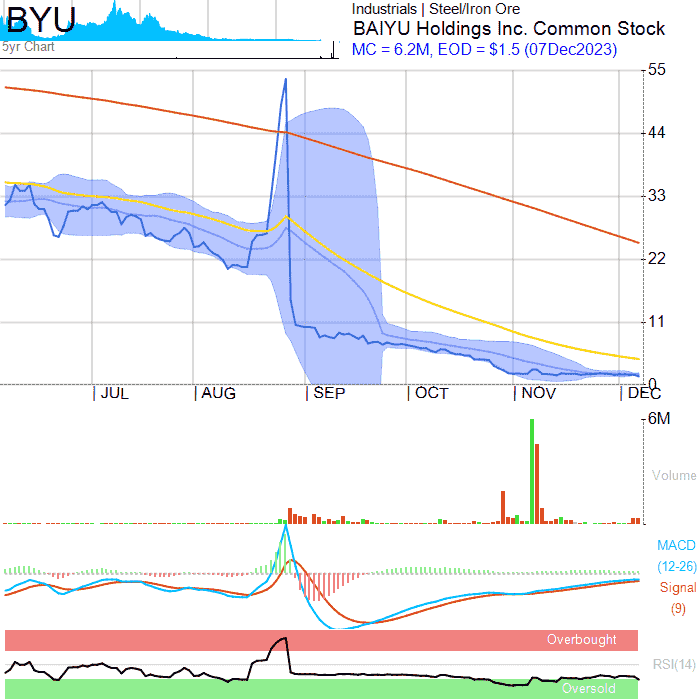 BYU
5yr Chart
Industrials | Steel/Iron Ore
BAIYU Holdings Inc. Common Stock
MC = 6.2M, EOD = $1.5 (07Dec2023)
55
44
33
22
11
0
JUL
AUG
SEP
OCT
NOV
DEC
6M
Volume
MACD
(12-26)
Signal
(9)
Overbought
RSI(14)
Oversold